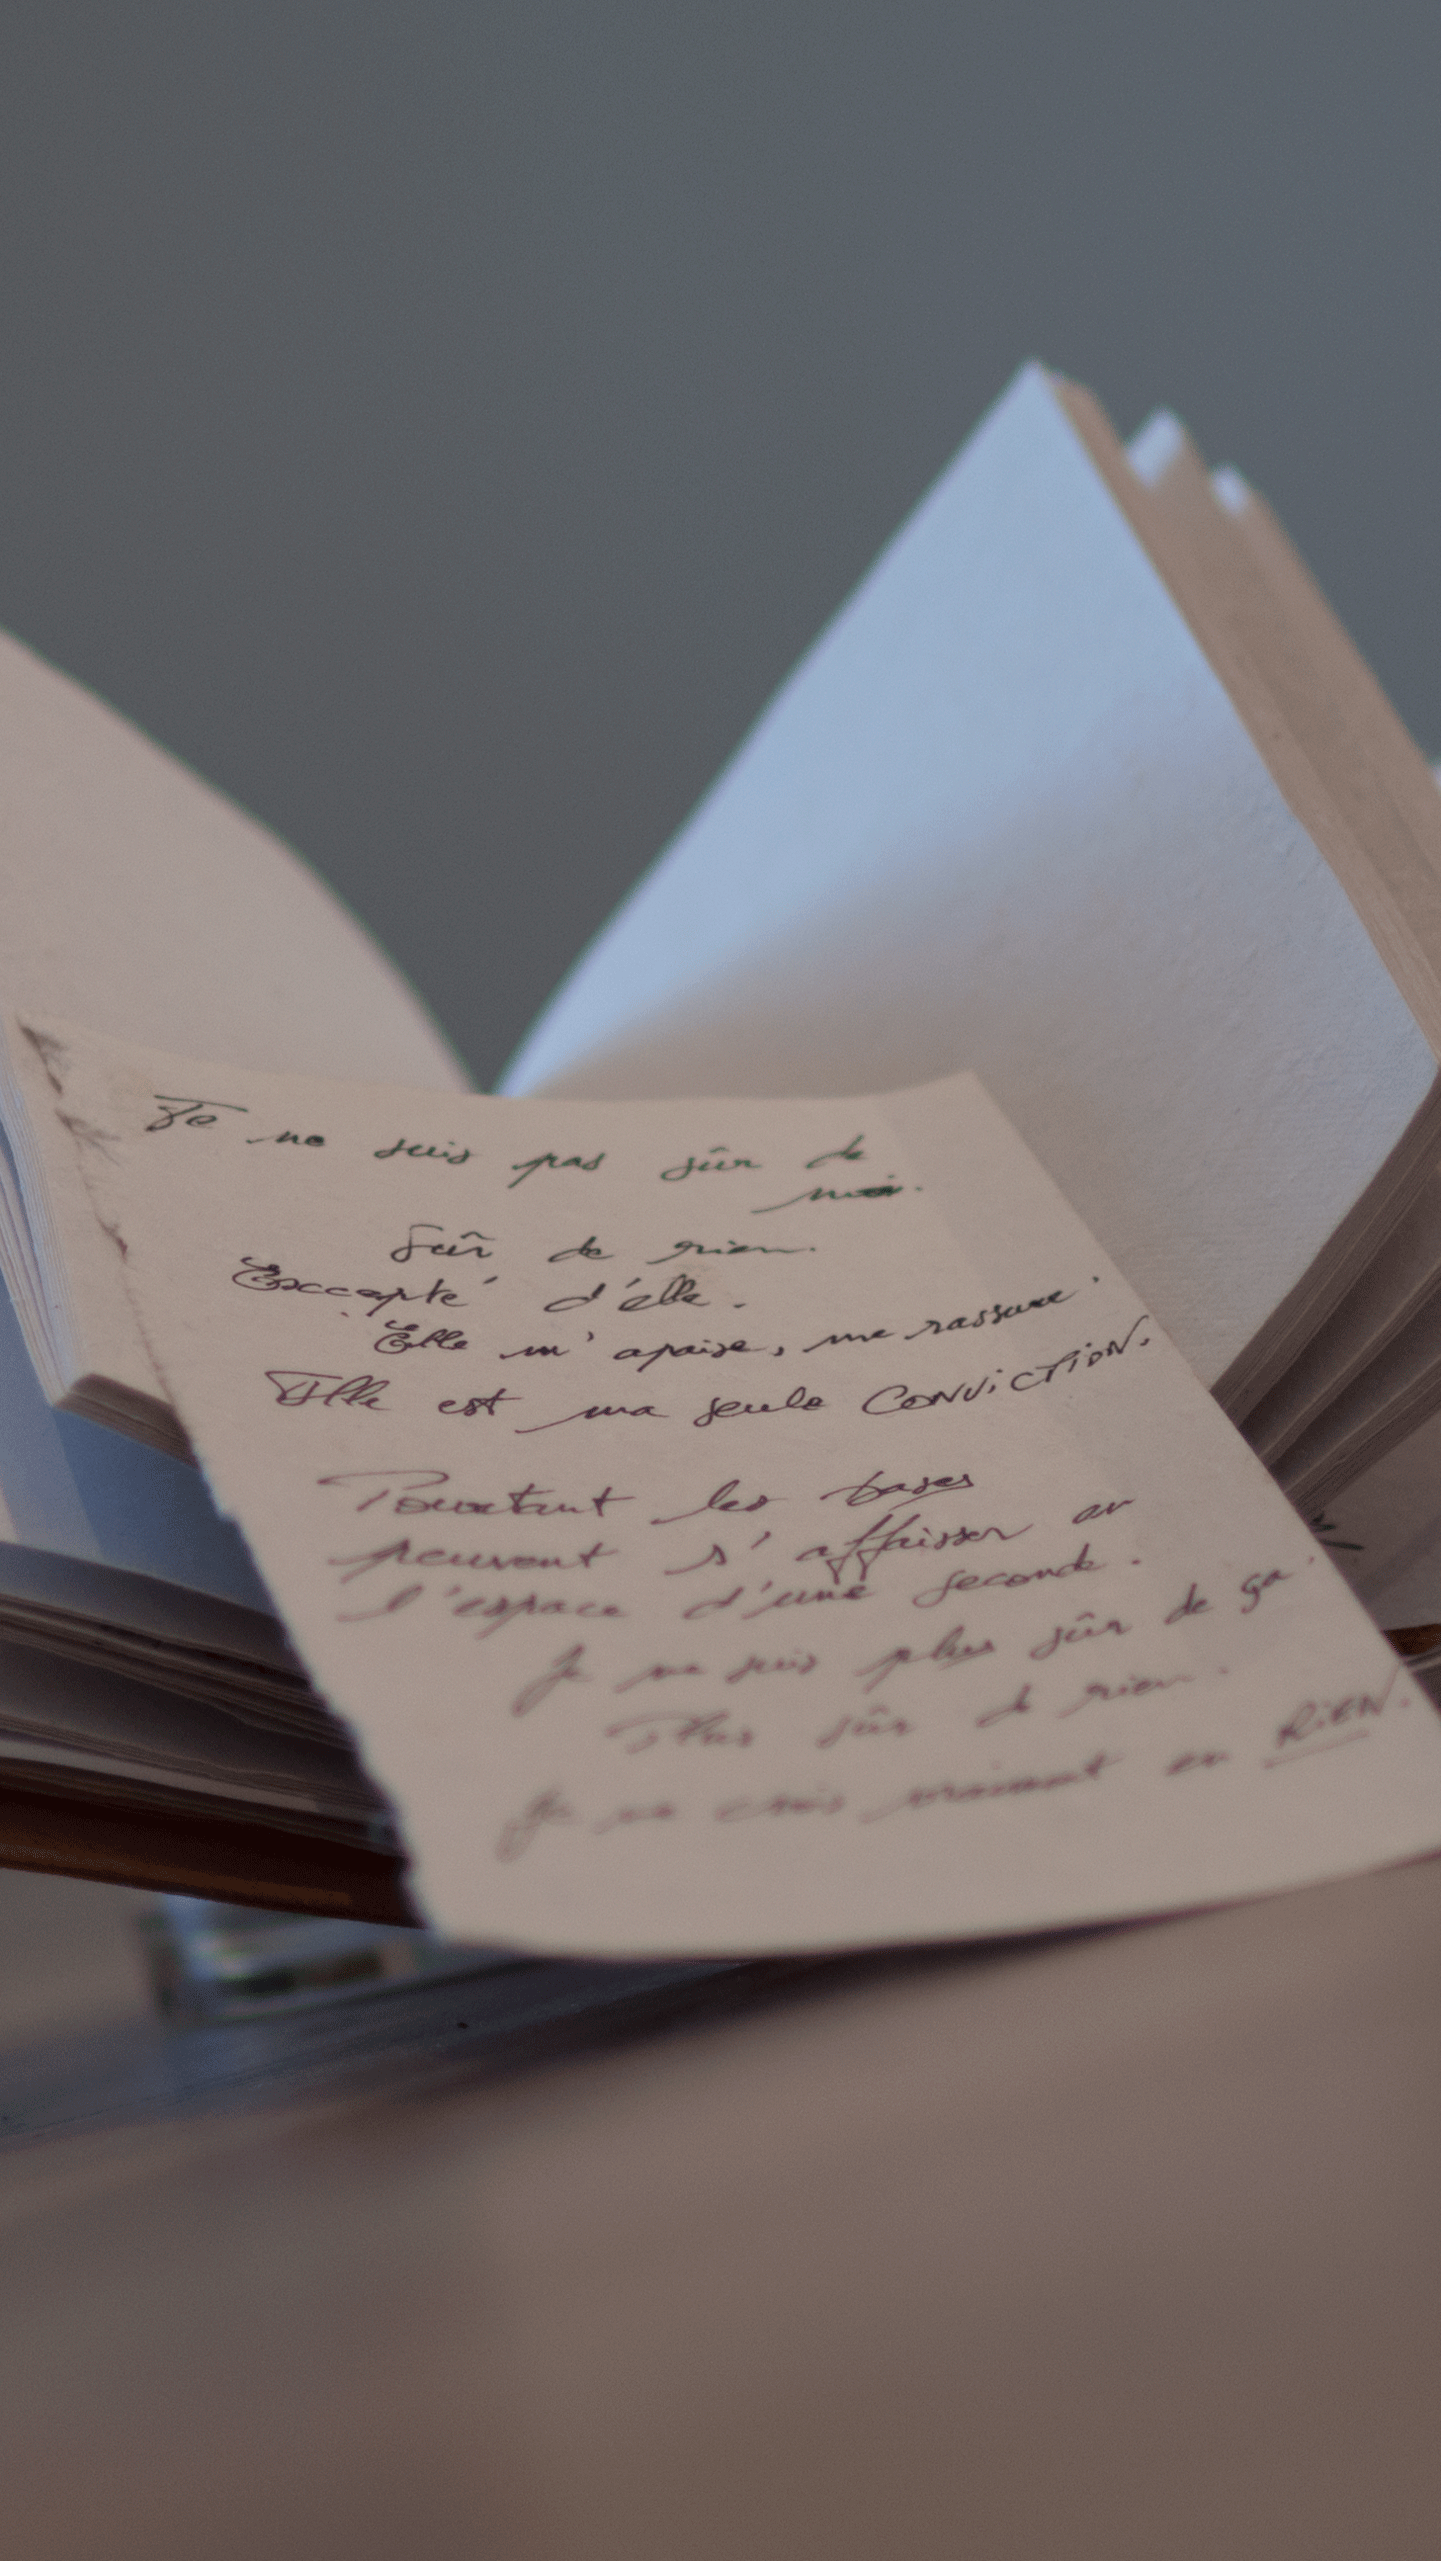 Je ne suis pas sûr de
moi.
Sûr de rien.
Exccepté d'elle.
Elle m'apaise, me rassure.
Elle est ma seule CONViCTiON.
Pourtant les bases
peuvent s'affaisser en
l'espace d'une seconde.
Je ne suis plus sûr de ça.
Plus sûr de rien.
Je ne crois vraiment en RiEN.